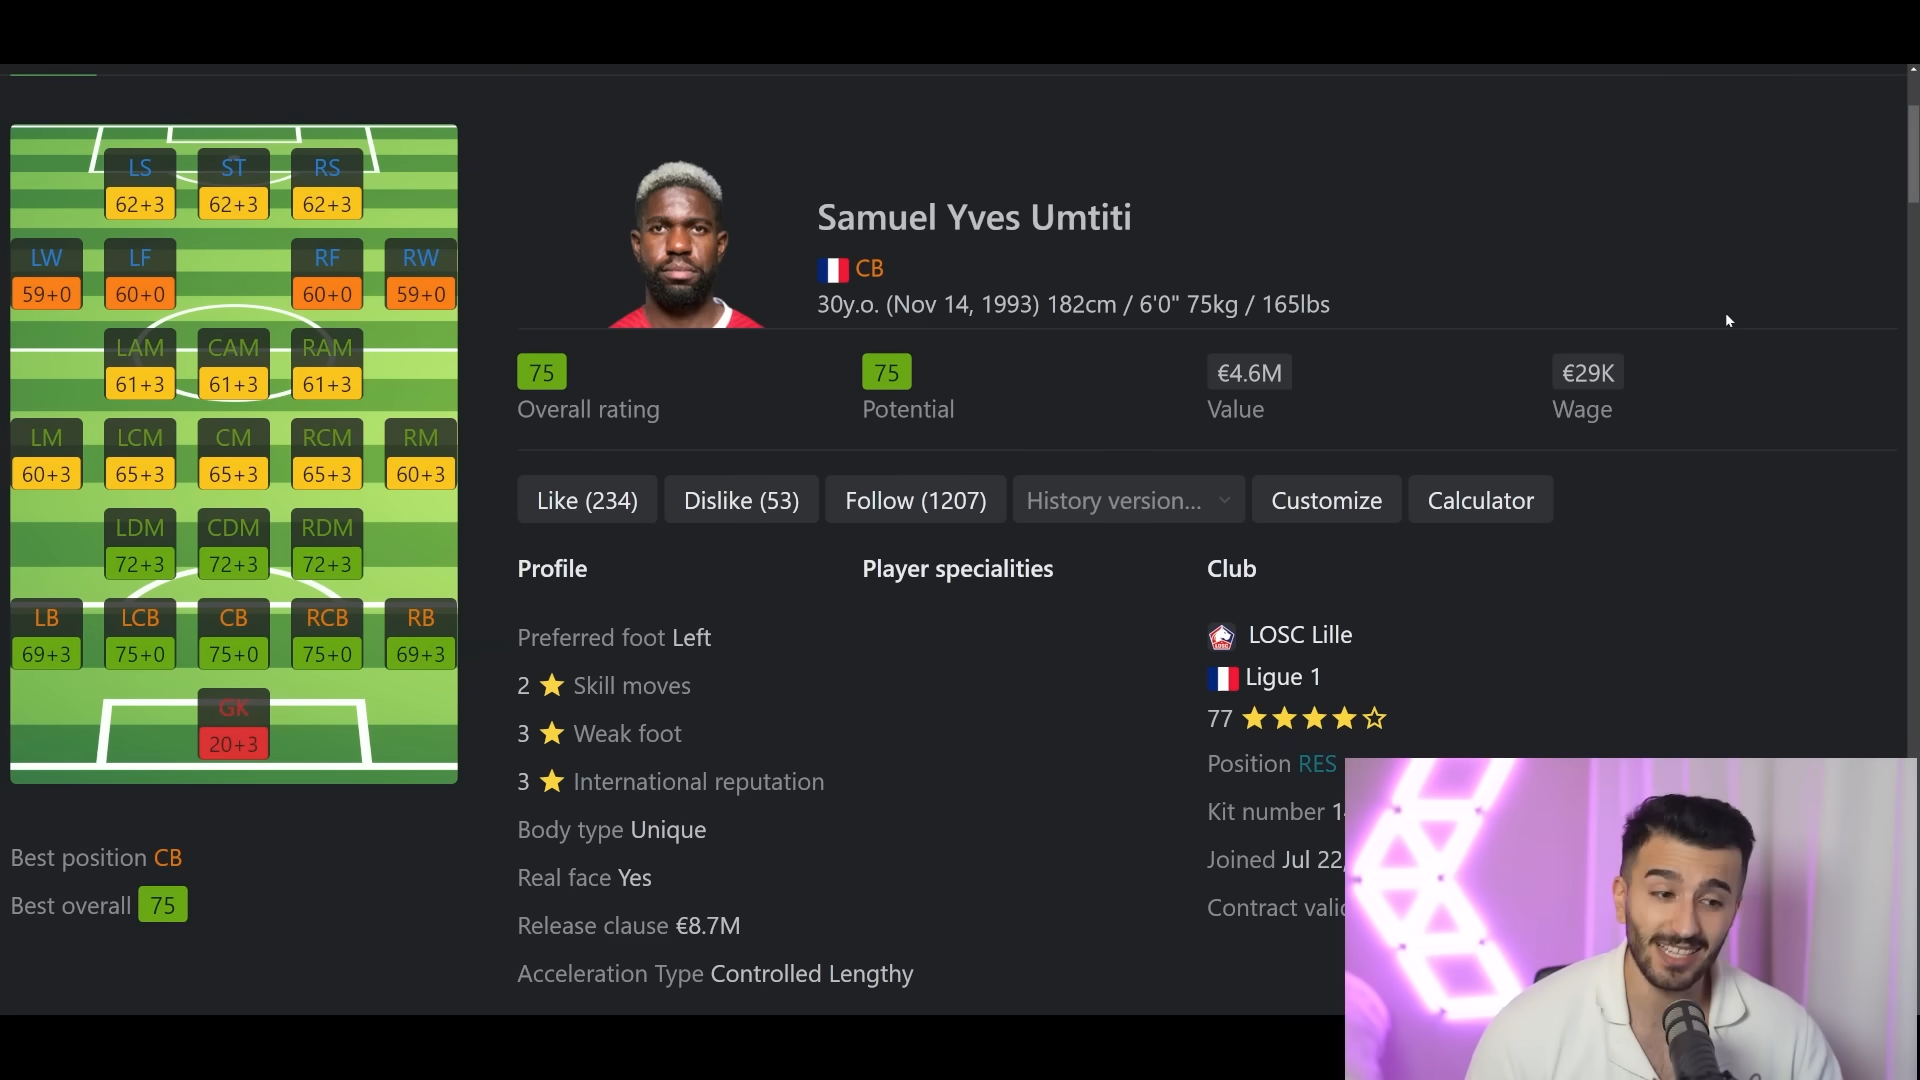 LS ST RS
62+3 62+3 62+3
LW LF RF RW
59+0 60+0 60+0 59+0
LAM CAM RAM
61+3 61+3 61+3
LM LCM CM RCM RM
60+3 65+3 65+3 65+3 60+3
LDM CDM RDM
72+3 72+3 72+3
LB LCB CB RCB RB
69+3 75+0 75+0 75+0 69+3
GK
20+3
Best position CB
Best overall 75
Samuel Yves Umtiti
CB
30y.o. (Nov 14, 1993) 182cm / 6'0" 75kg / 165lbs
75 75 €4.6M €29K
Overall rating Potential Value Wage
Like (234) Dislike (53) Follow (1207) History version... Customize Calculator
Profile
Preferred foot Left
2 Skill moves
3 Weak foot
3 International reputation
Body type Unique
Real face Yes
Release clause €8.7M
Acceleration Type Controlled Lengthy
Player specialities
Club
LOSC Lille
Ligue 1
77
Position RES
Kit number
Joined Jul 22,
Contract